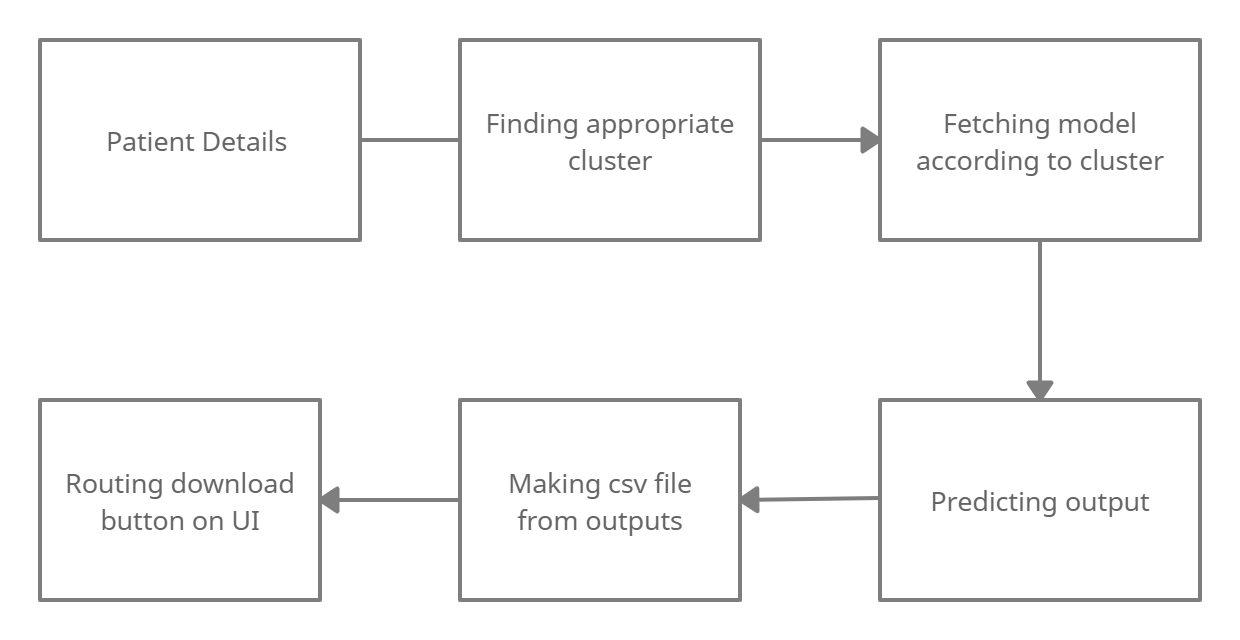 Patient Details
Finding appropriate
cluster
Fetching model
according to cluster
Routing download
button on UI
Making csv file
from outputs
Predicting output